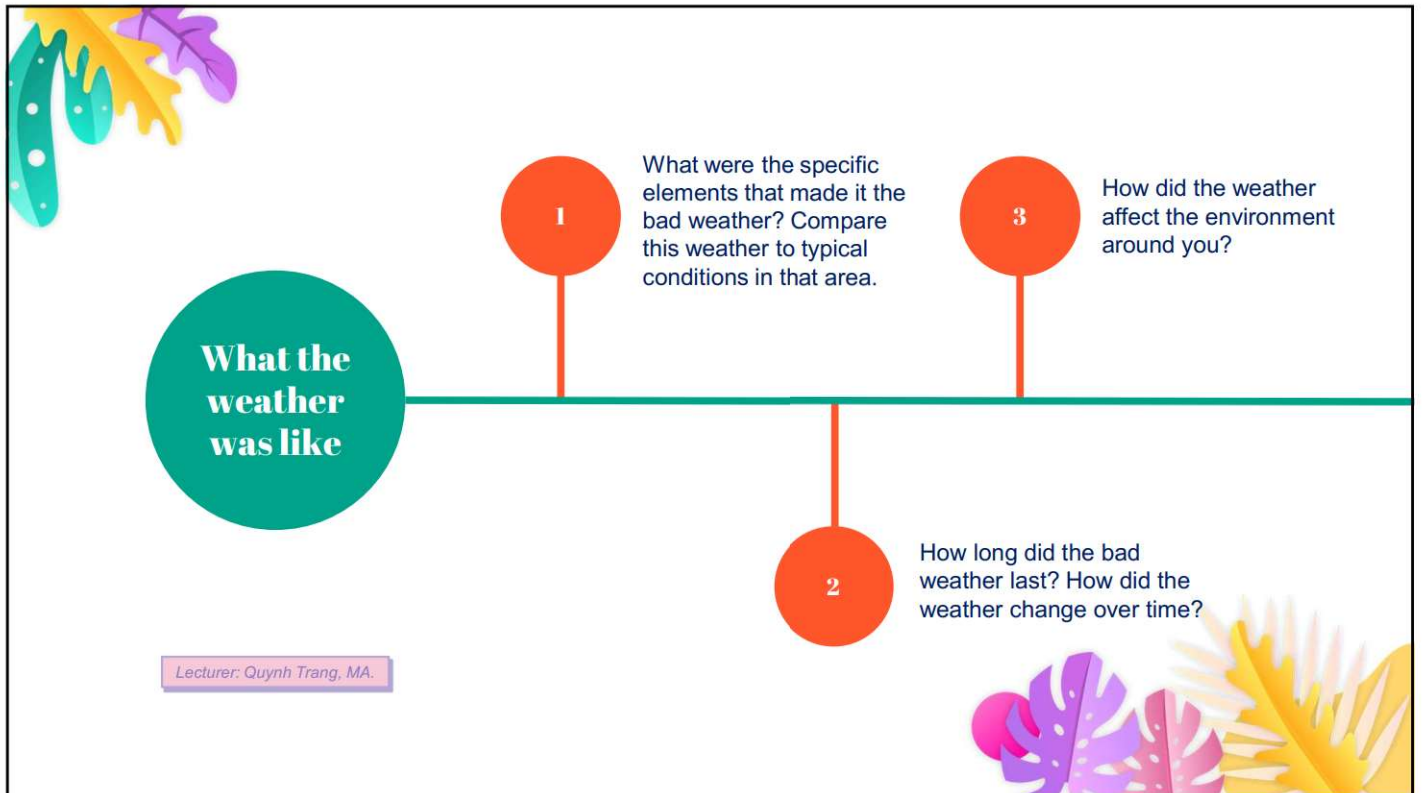 What the
weather
was like
1
What were the specific
elements that made it the
bad weather? Compare
this weather to typical
conditions in that area.
2
How long did the bad
weather last? How did the
weather change over time?
3
How did the weather
affect the environment
around you?
Lecturer: Quynh Trang, MA.